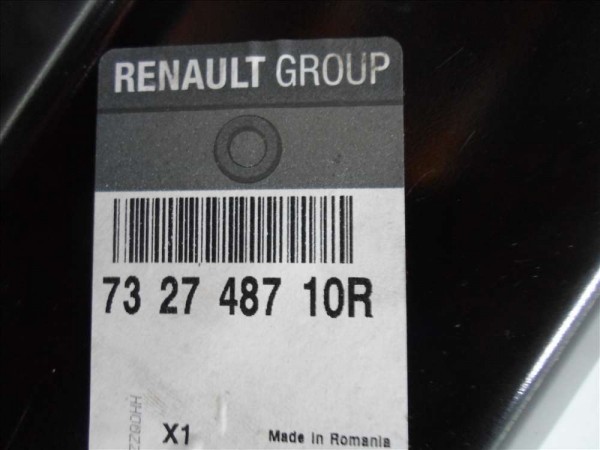 RENAULT GROUP
73 27 487 10R
X1
Made in Romania